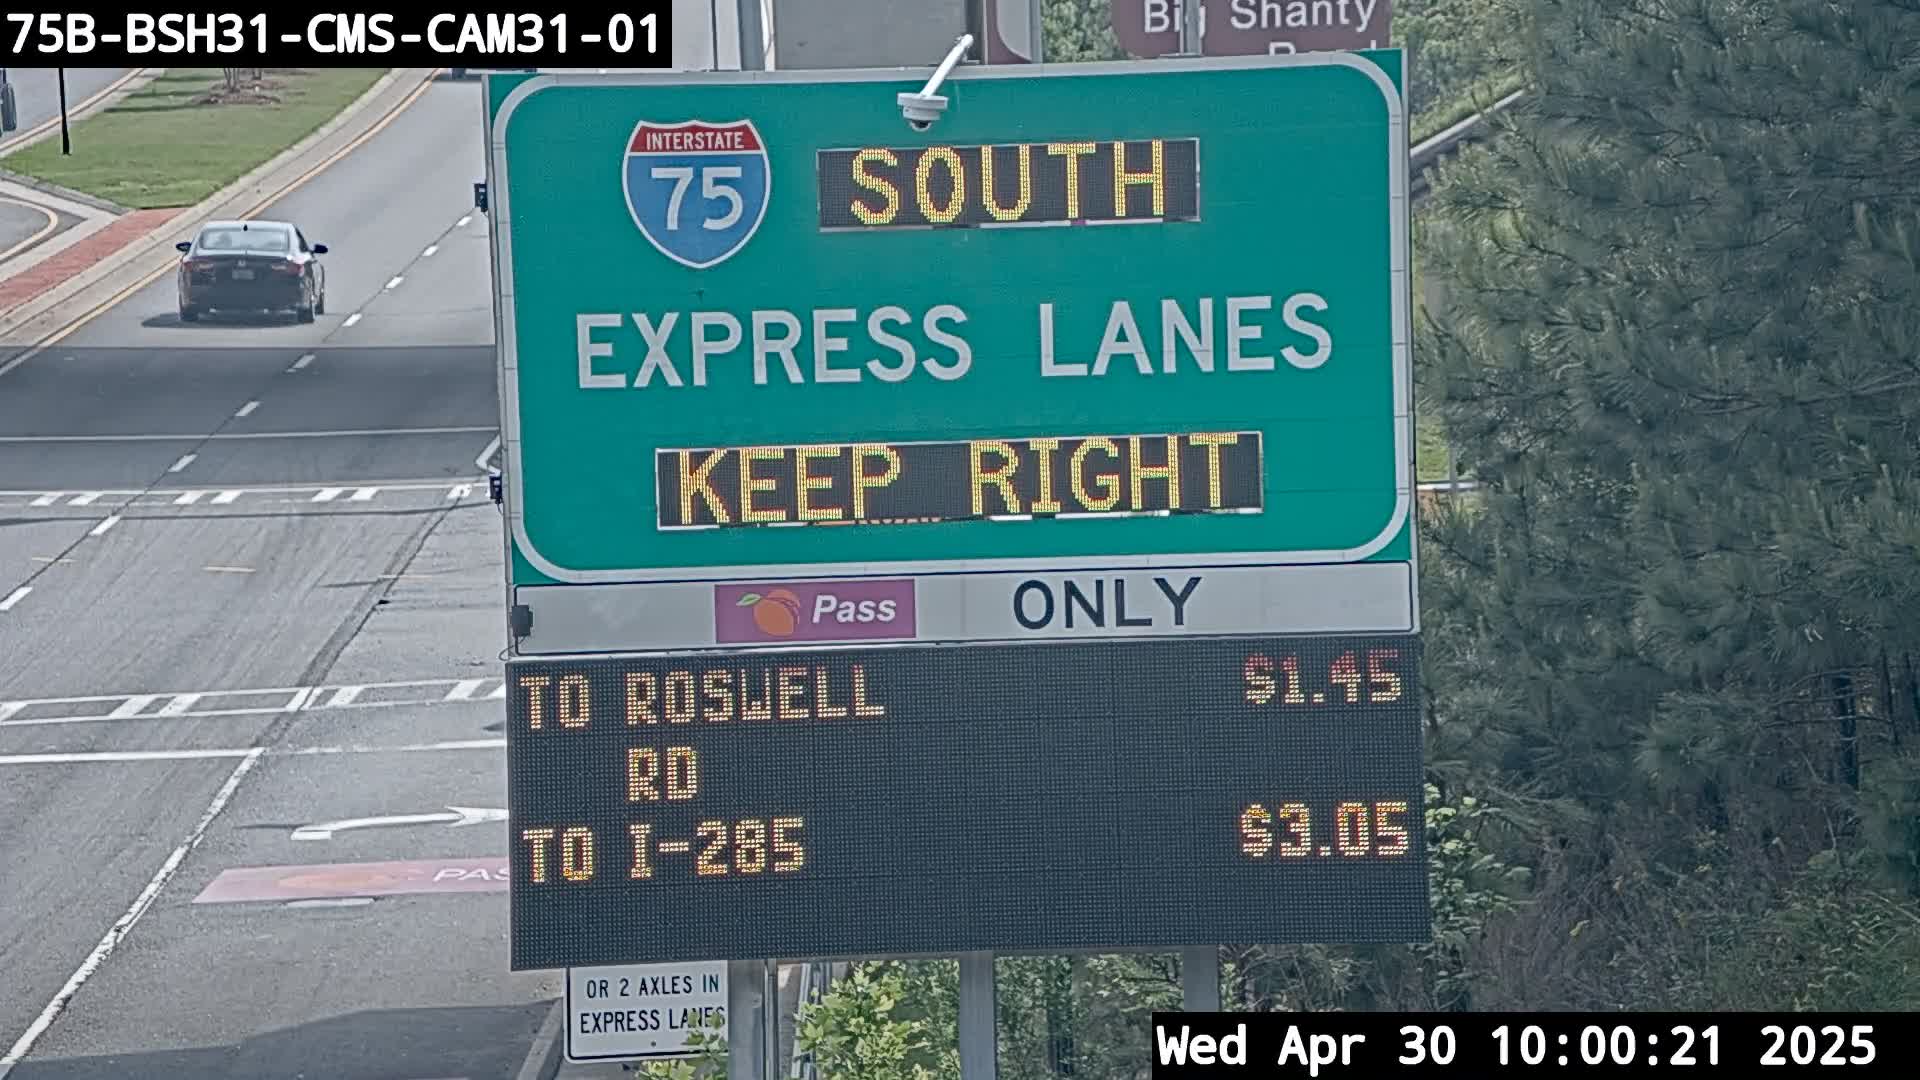 75B-BSH31-CMS-CAM31-01
Big Shanty
Road
INTERSTATE
75
SOUTH
EXPRESS LANES
KEEP RIGHT
Pass ONLY
TO ROSWELL $1.45
RD
TO I-285 $3.05
PAS
OR 2 AXLES IN
EXPRESS LANES
Wed Apr 30 10:00:21 2025